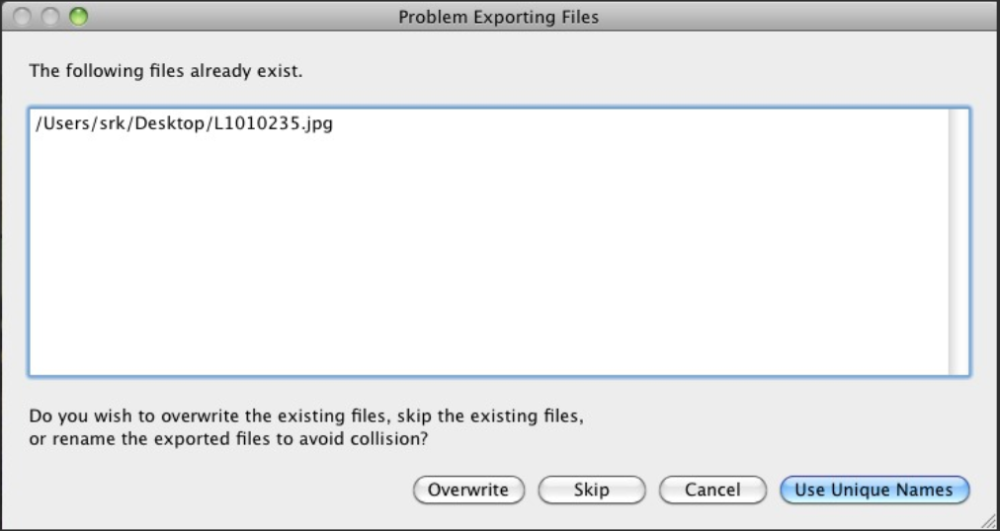 Problem Exporting Files
The following files already exist.
/Users/srk/Desktop/L1010235.jpg
Do you wish to overwrite the existing files, skip the existing files,
or rename the exported files to avoid collision?
Overwrite
Skip
Cancel
Use Unique Names